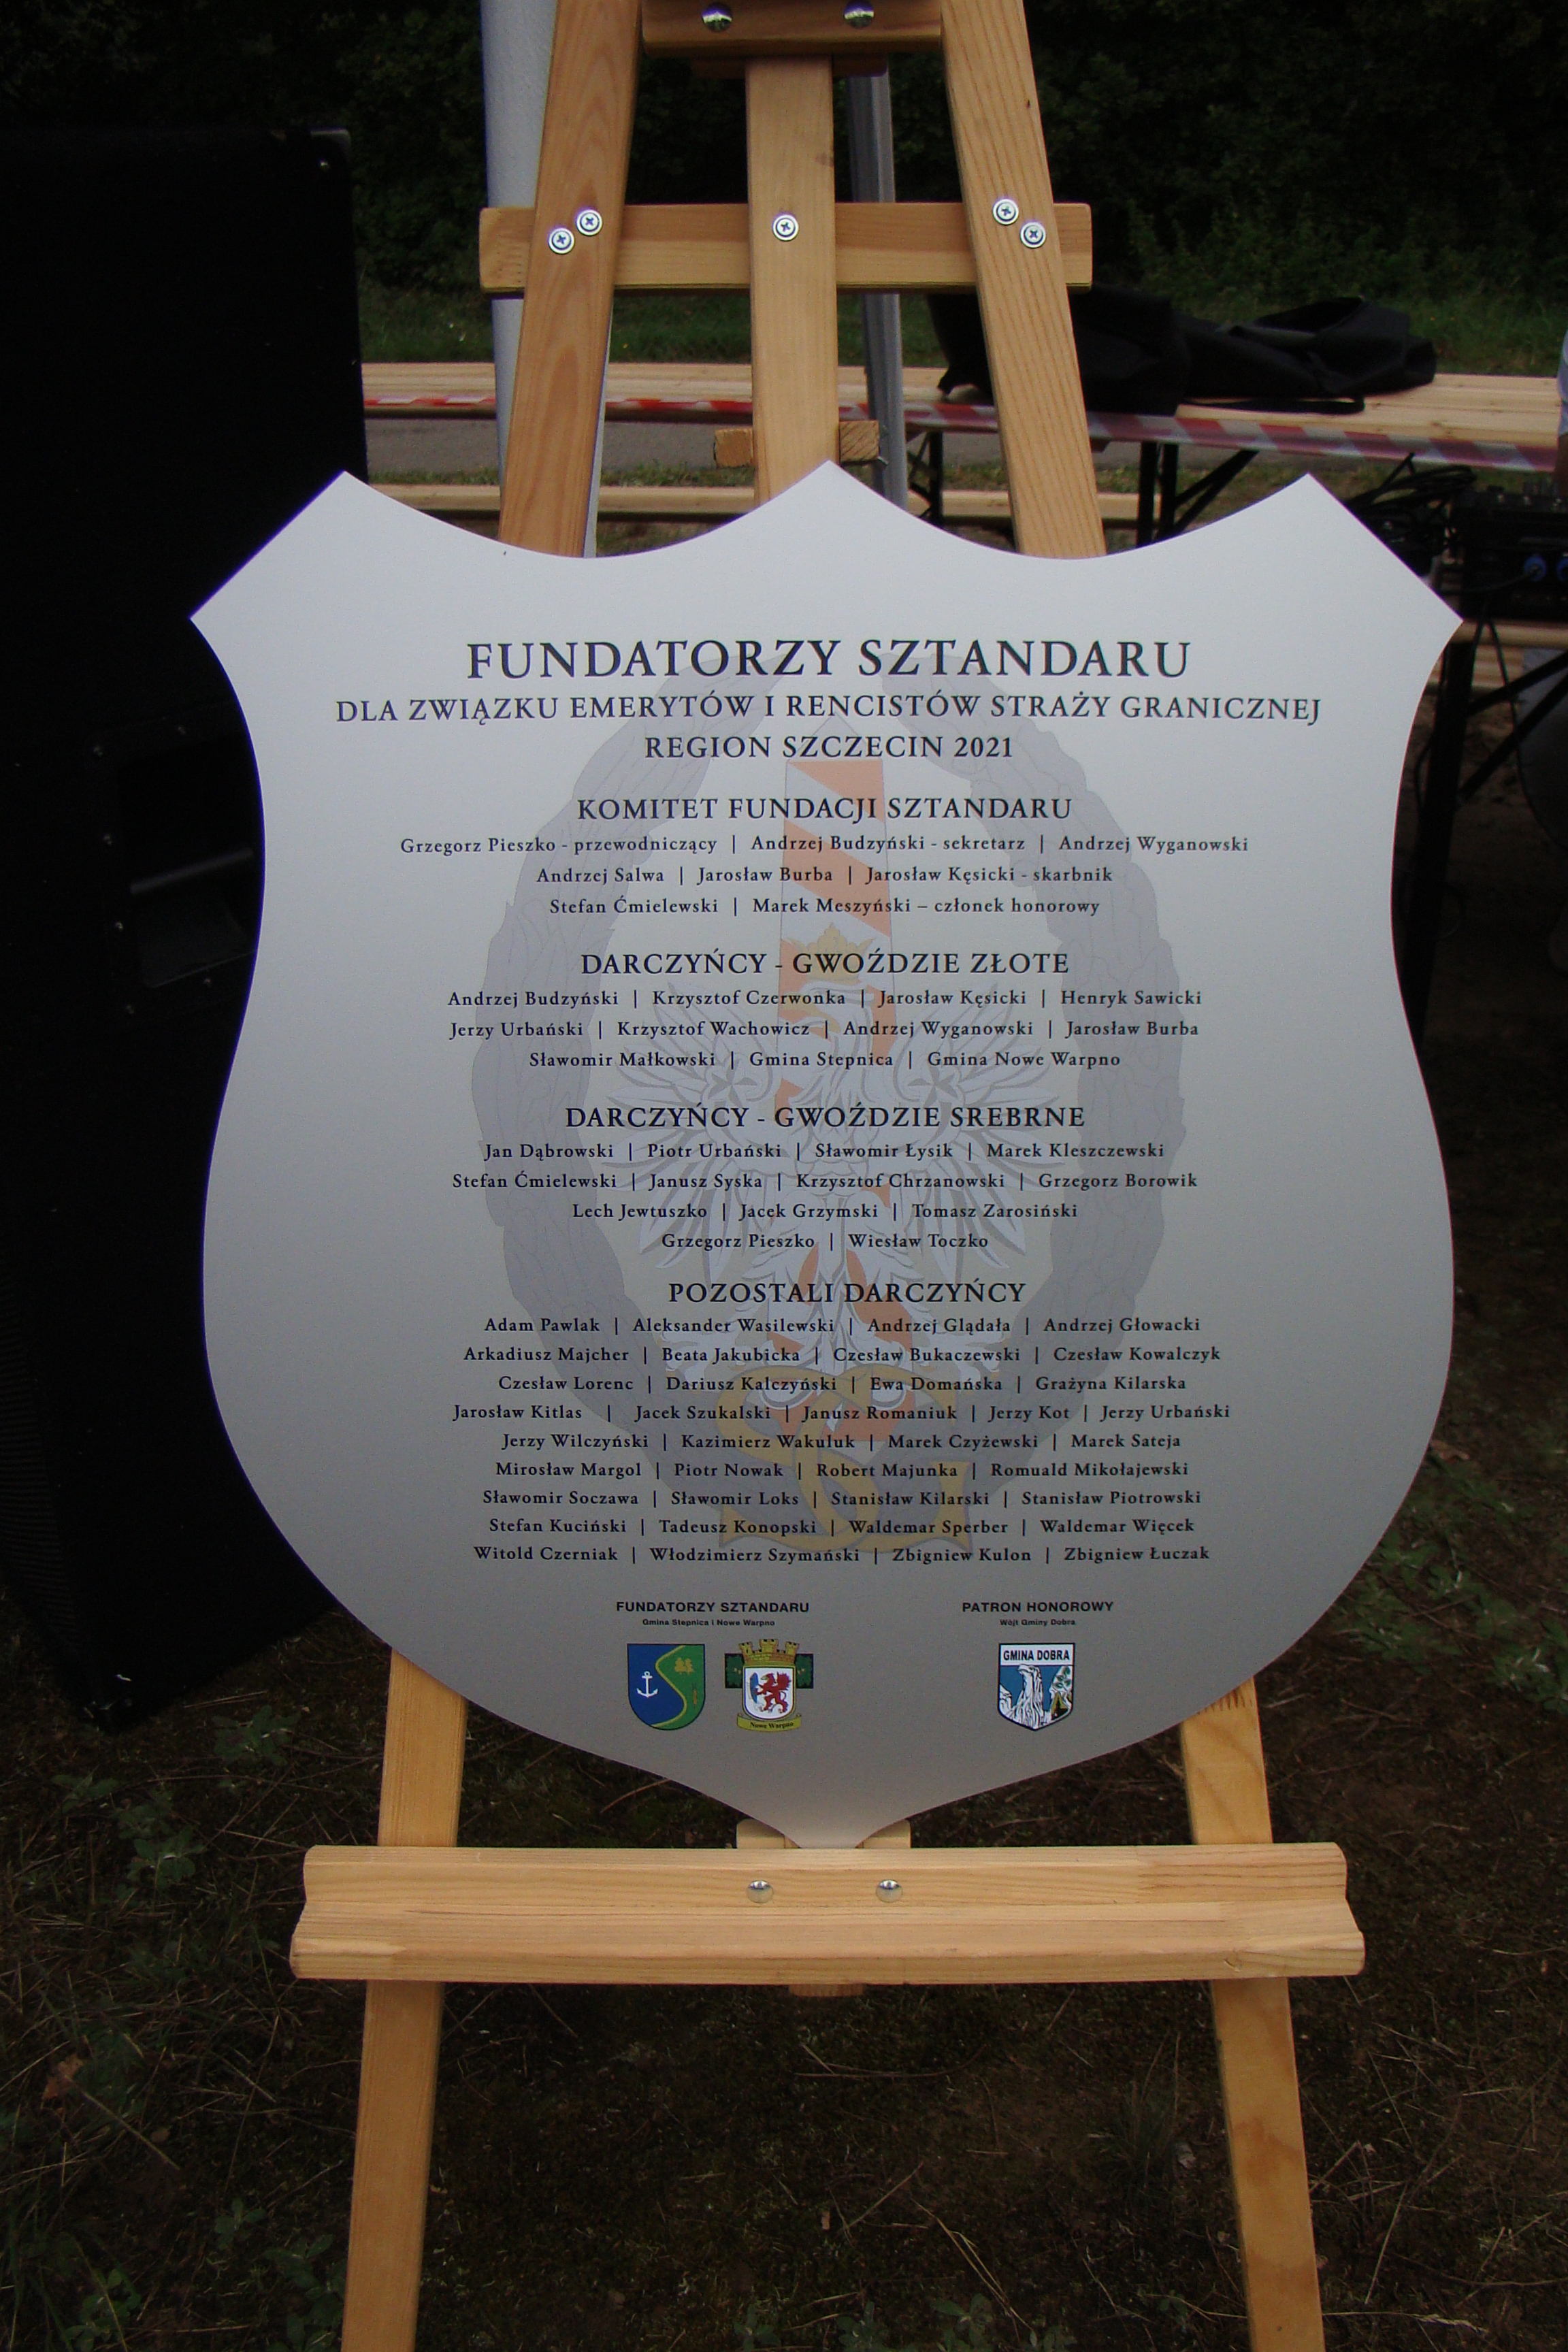 FUNDATORZY SZTANDARU
DLA ZWIĄZKU EMERYTÓW I RENCISTÓW STRAŻY GRANICZNEJ
REGION SZCZECIN 2021
KOMITET FUNDACJI SZTANDARU
Grzegorz Pieszko - przewodniczący | Andrzej Budzyński - sekretarz | Andrzej Wyganowski
Andrzej Salwa | Jarosław Burba | Jarosław Kęsicki - skarbnik
Stefan Ćmielewski | Marek Meszyński – członek honorowy
DARCZYŃCY - GWOŹDZIE ZŁOTE
Andrzej Budzyński | Krzysztof Czerwonka | Jarosław Kęsicki | Henryk Sawicki
Jerzy Urbański | Krzysztof Wachowicz | Andrzej Wyganowski | Jarosław Burba
Sławomir Małkowski | Gmina Stepnica | Gmina Nowe Warpno
DARCZYŃCY - GWOŹDZIE SREBRNE
Jan Dąbrowski | Piotr Urbański | Sławomir Łysik | Marek Kleszczewski
Stefan Ćmielewski | Janusz Syska | Krzysztof Chrzanowski | Grzegorz Borowik
Lech Jewtuszko | Jacek Grzymski | Tomasz Zarosiński
Grzegorz Pieszko | Wiesław Toczko
POZOSTALI DARCZYŃCY
Adam Pawlak | Aleksander Wasilewski | Andrzej Glądała | Andrzej Głowacki
Arkadiusz Majcher | Beata Jakubicka | Czesław Bukaczewski | Czesław Kowalczyk
Czesław Lorenc | Dariusz Kalczyński | Ewa Domańska | Grażyna Kilarska
Jarosław Kitlas | Jacek Szukalski | Janusz Romaniuk | Jerzy Kot | Jerzy Urbański
Jerzy Wilczyński | Kazimierz Wakuluk | Marek Czyżewski | Marek Sateja
Mirosław Margol | Piotr Nowak | Robert Majunka | Romuald Mikołajewski
Sławomir Soczawa | Sławomir Loks | Stanisław Kilarski | Stanisław Piotrowski
Stefan Kuciński | Tadeusz Konopski | Waldemar Sperber | Waldemar Więcek
Witold Czerniak | Włodzimierz Szymański | Zbigniew Kulon | Zbigniew Łuczak
FUNDATORZY SZTANDARU
Gmina Stepnica i Nowe Warpno
PATRON HONOROWY
Wójt Gminy Dobra
GMINA DOBRA
Nowe Warpno